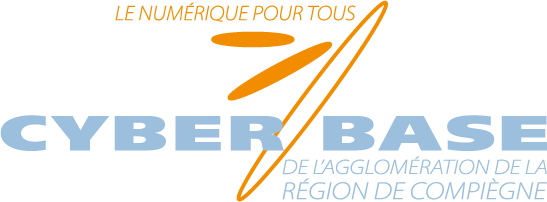 LE NUMÉRIQUE POUR TOUS
CYBER BASE
DE L'AGGLOMÉRATION DE LA
RÉGION DE COMPIÈGNE